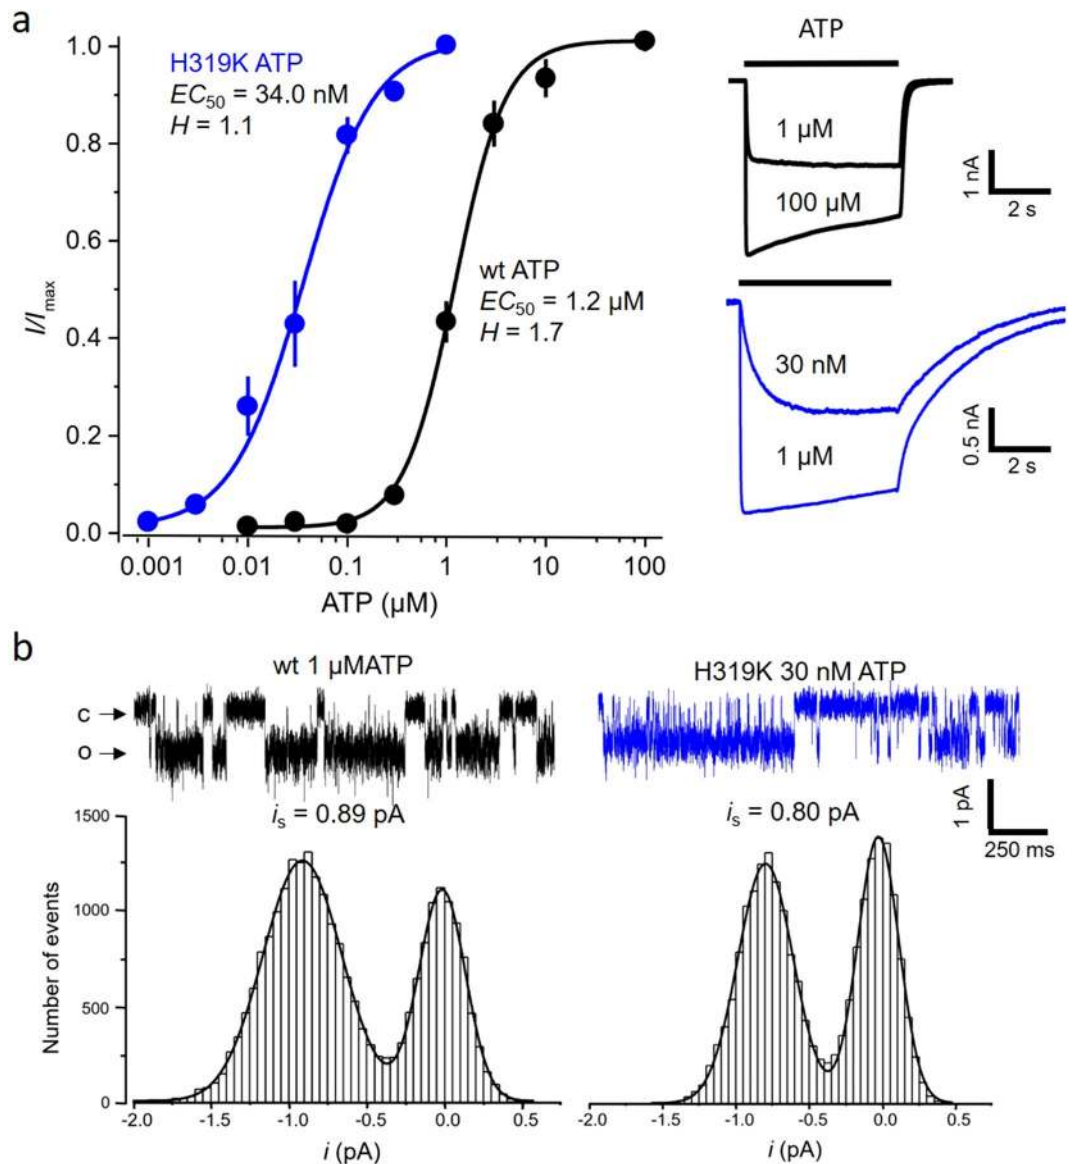 a
1.0
0.8
0.6
0.4
0.2
0.0
I/Imax
H319K ATP
EC50 = 34.0 nM
H = 1.1
wt ATP
EC50 = 1.2 µM
H = 1.7
0.001
0.01
0.1
1
10
100
ATP (µM)
ATP
1 µM
100 µM
1 nA
2 s
30 nM
1 µM
0.5 nA
2 s
b
wt 1 µMATP
H319K 30 nM ATP
C
O
is = 0.89 pA
is = 0.80 pA
1 pA
250 ms
1500
1000
500
0
Number of events
-2.0
-1.5
-1.0
-0.5
0.0
0.5
i (pA)
-2.0
-1.5
-1.0
-0.5
0.0
0.5
i (pA)